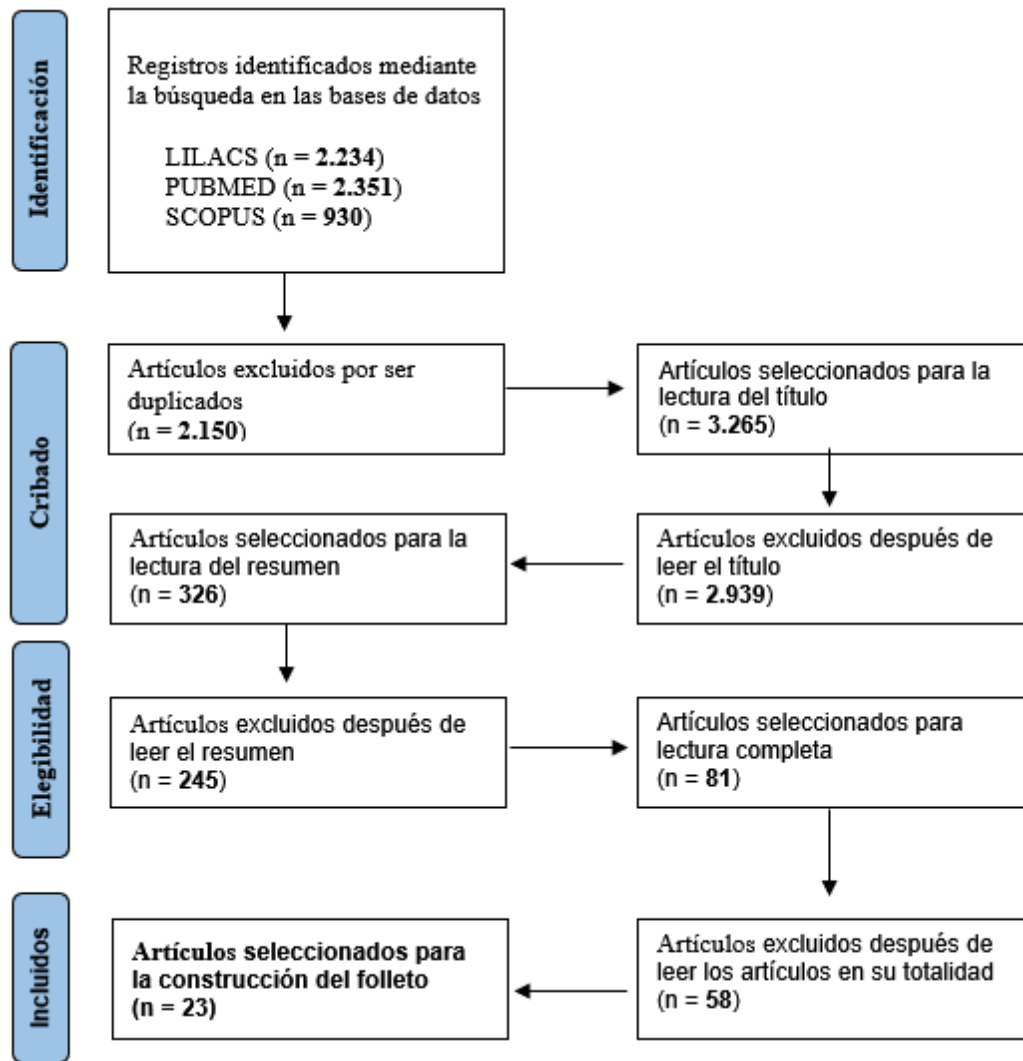 Identificación
Registros identificados mediante
la búsqueda en las bases de datos
LILACS (n = 2.234)
PUBMED (n = 2.351)
SCOPUS (n = 930)
Cribado
Artículos excluidos por ser
duplicados
(n = 2.150)
Artículos seleccionados para la
lectura del título
(n = 3.265)
Artículos seleccionados para la
lectura del resumen
(n = 326)
Artículos excluidos después de
leer el título
(n = 2.939)
Elegibilidad
Artículos excluidos después de
leer el resumen
(n = 245)
Artículos seleccionados para
lectura completa
(n = 81)
Incluidos
Artículos seleccionados para
la construcción del folleto
(n = 23)
Artículos excluidos después de
leer los artículos en su totalidad
(n = 58)